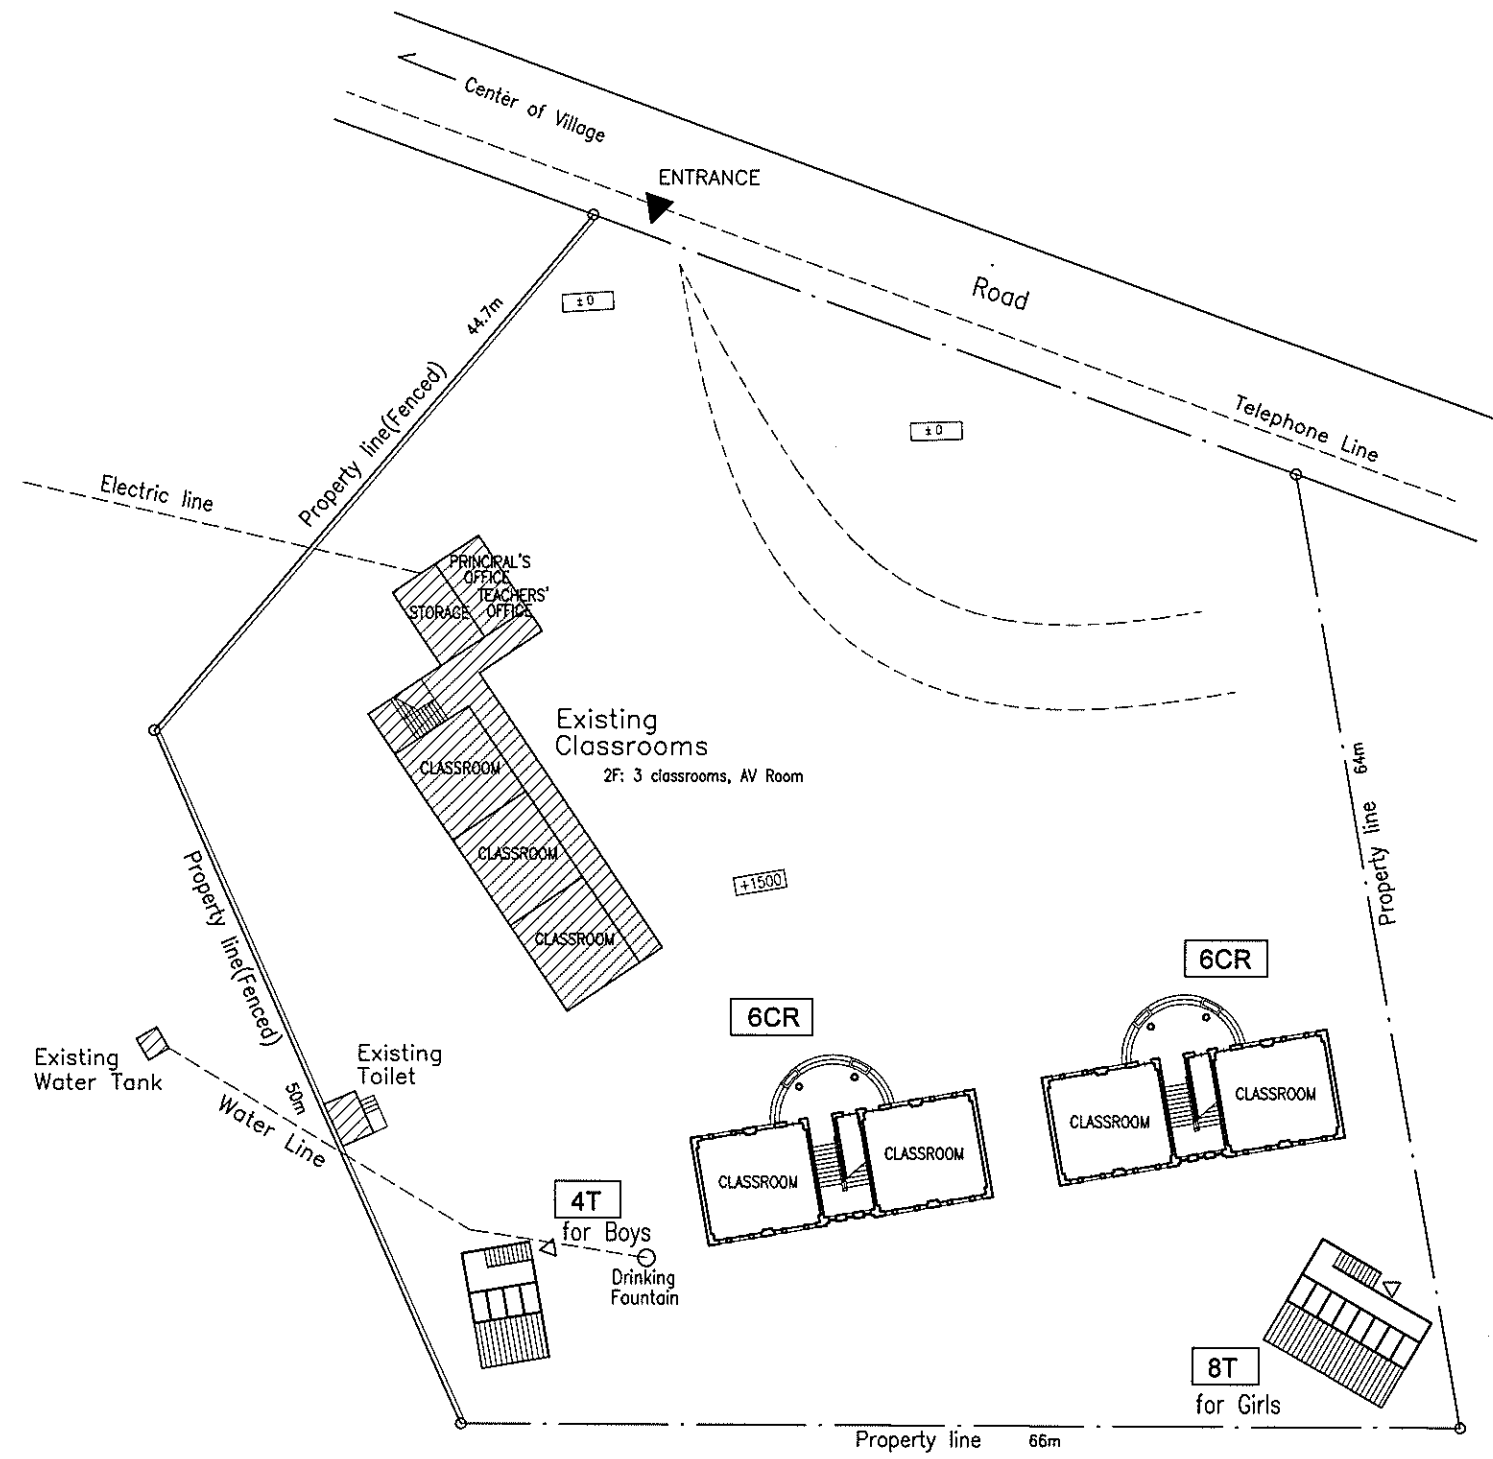 Center of Village
ENTRANCE
Road
Telephone Line
±0
44.7m
Property line(Fenced)
±0
Electric line
PRINCIPAL'S
OFFICE
TEACHERS'
OFFICE
STORAGE
Existing
Classrooms
2F: 3 classrooms, AV Room
CLASSROOM
CLASSROOM
CLASSROOM
Property line 64m
+1500
Property line(Fenced)
50m
6CR
6CR
Existing
Water Tank
Existing
Toilet
Water Line
CLASSROOM
CLASSROOM
CLASSROOM
CLASSROOM
4T
for Boys
Drinking
Fountain
8T
for Girls
Property line 66m